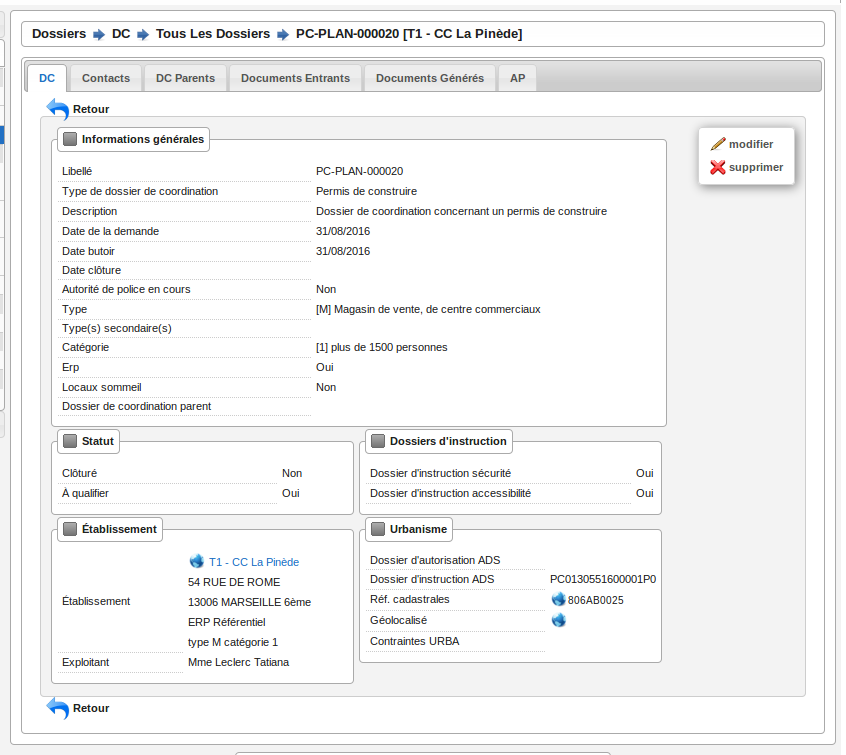 Dossiers DC Tous Les Dossiers PC-PLAN-000020 [T1 - CC La Pinède]
DC Contacts DC Parents Documents Entrants Documents Générés AP
Retour
modifier
supprimer
Informations générales
Libellé PC-PLAN-000020
Type de dossier de coordination Permis de construire
Description Dossier de coordination concernant un permis de construire
Date de la demande 31/08/2016
Date butoir 31/08/2016
Date clôture
Autorité de police en cours Non
Type [M] Magasin de vente, de centre commerciaux
Type(s) secondaire(s)
Catégorie [1] plus de 1500 personnes
Erp Oui
Locaux sommeil Non
Dossier de coordination parent
Statut
Clôturé Non
À qualifier Oui
Dossiers d'instruction
Dossier d'instruction sécurité Oui
Dossier d'instruction accessibilité Oui
Établissement
T1 - CC La Pinède
54 RUE DE ROME
Établissement 13006 MARSEILLE 6ème
ERP Référentiel
type M catégorie 1
Exploitant Mme Leclerc Tatiana
Urbanisme
Dossier d'autorisation ADS
Dossier d'instruction ADS PC0130551600001P0
Réf. cadastrales 806AB0025
Géolocalisé
Contraintes URBA
Retour